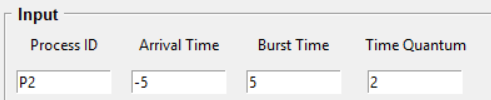 Input
Process ID Arrival Time Burst Time Time Quantum
P2 -5 5 2